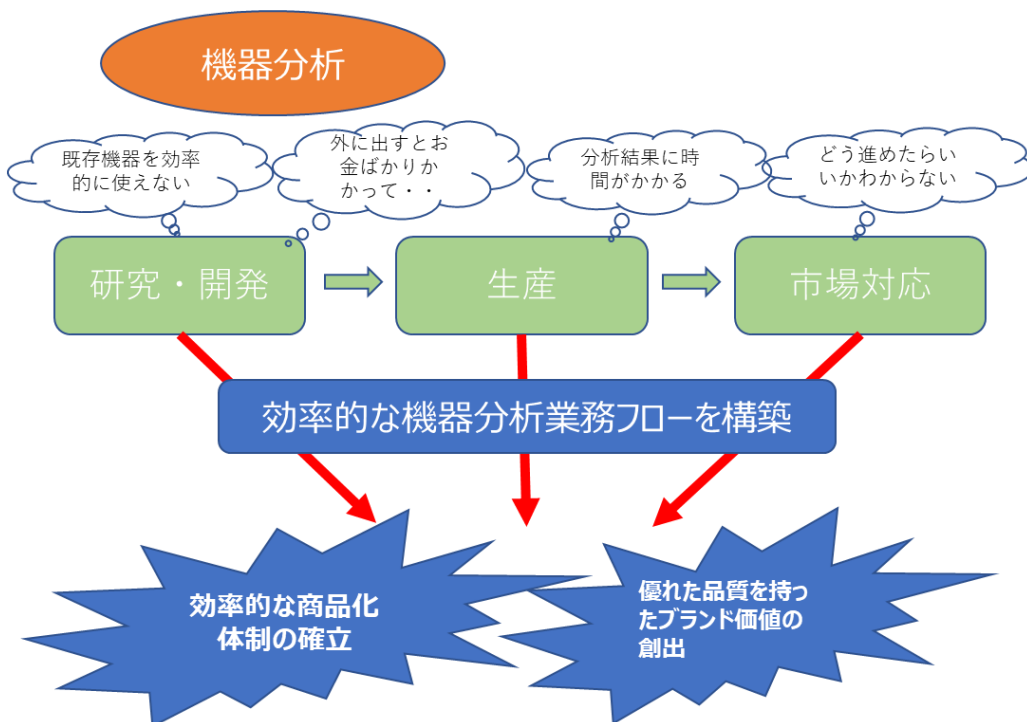 機器分析
既存機器を効率
的に使えない
外に出すとお
金ばかりか
かって・・
分析結果に時
間がかかる
どう進めたらい
いかわからない
研究・開発
生産
市場対応
効率的な機器分析業務フローを構築
効率的な商品化
体制の確立
優れた品質を持っ
たブランド価値の
創出